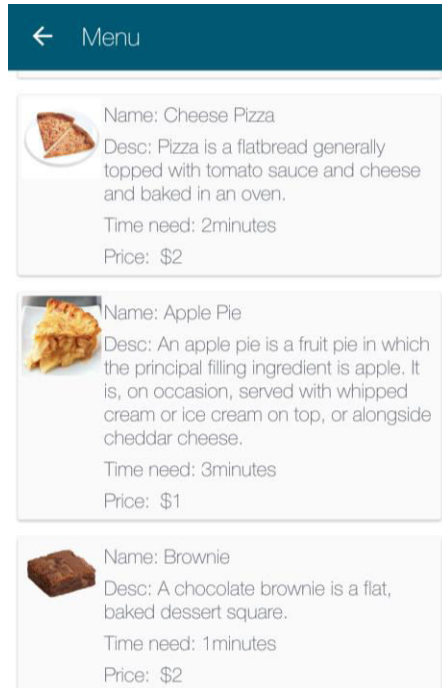 Menu
Name: Cheese Pizza
Desc: Pizza is a flatbread generally
topped with tomato sauce and cheese
and baked in an oven.
Time need: 2minutes
Price: $2
Name: Apple Pie
Desc: An apple pie is a fruit pie in which
the principal filling ingredient is apple. It
is, on occasion, served with whipped
cream or ice cream on top, or alongside
cheddar cheese.
Time need: 3minutes
Price: $1
Name: Brownie
Desc: A chocolate brownie is a flat,
baked dessert square.
Time need: 1minutes
Price: $2